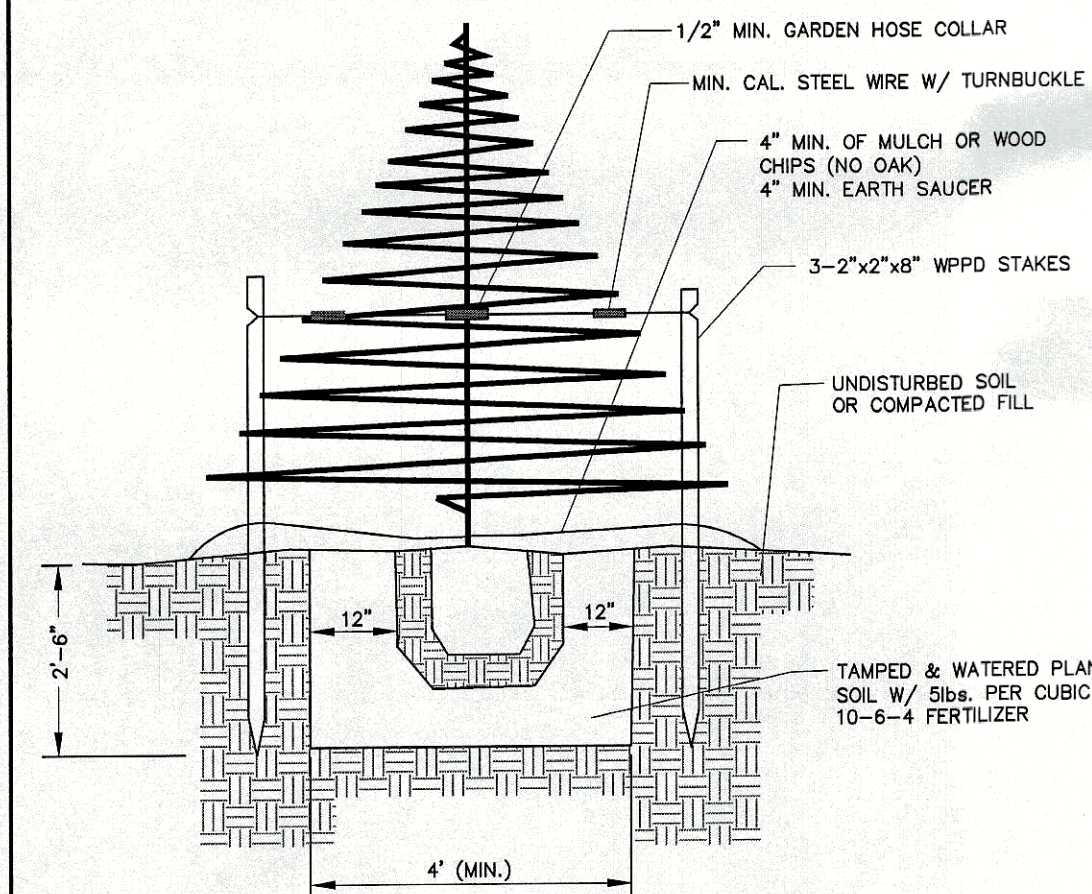 1/2" MIN. GARDEN HOSE COLLAR
MIN. CAL. STEEL WIRE W/ TURNBUCKLE
4" MIN. OF MULCH OR WOOD
CHIPS (NO OAK)
4" MIN. EARTH SAUCER
3-2"x2"x8" WPPD STAKES
UNDISTURBED SOIL
OR COMPACTED FILL
2'-6"
12"
12"
TAMPED & WATERED PLAN
SOIL W/ 5lbs. PER CUBIC
10-6-4 FERTILIZER
4' (MIN.)